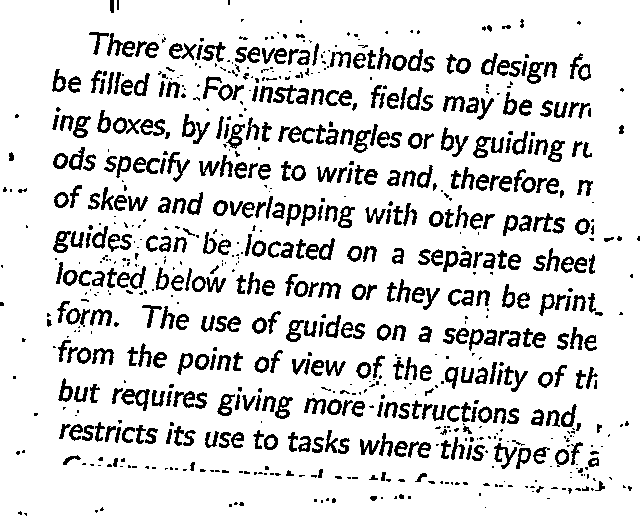 There exist several methods to design fo
be filled in. For instance, fields may be surr
ing boxes, by light rectangles or by guiding ru
ods specify where to write and, therefore, m
of skew and overlapping with other parts of
guides can be located on a separate sheet
located below the form or they can be print
form. The use of guides on a separate she
from the point of view of the quality of th
but requires giving more instructions and,
restricts its use to tasks where this type of a